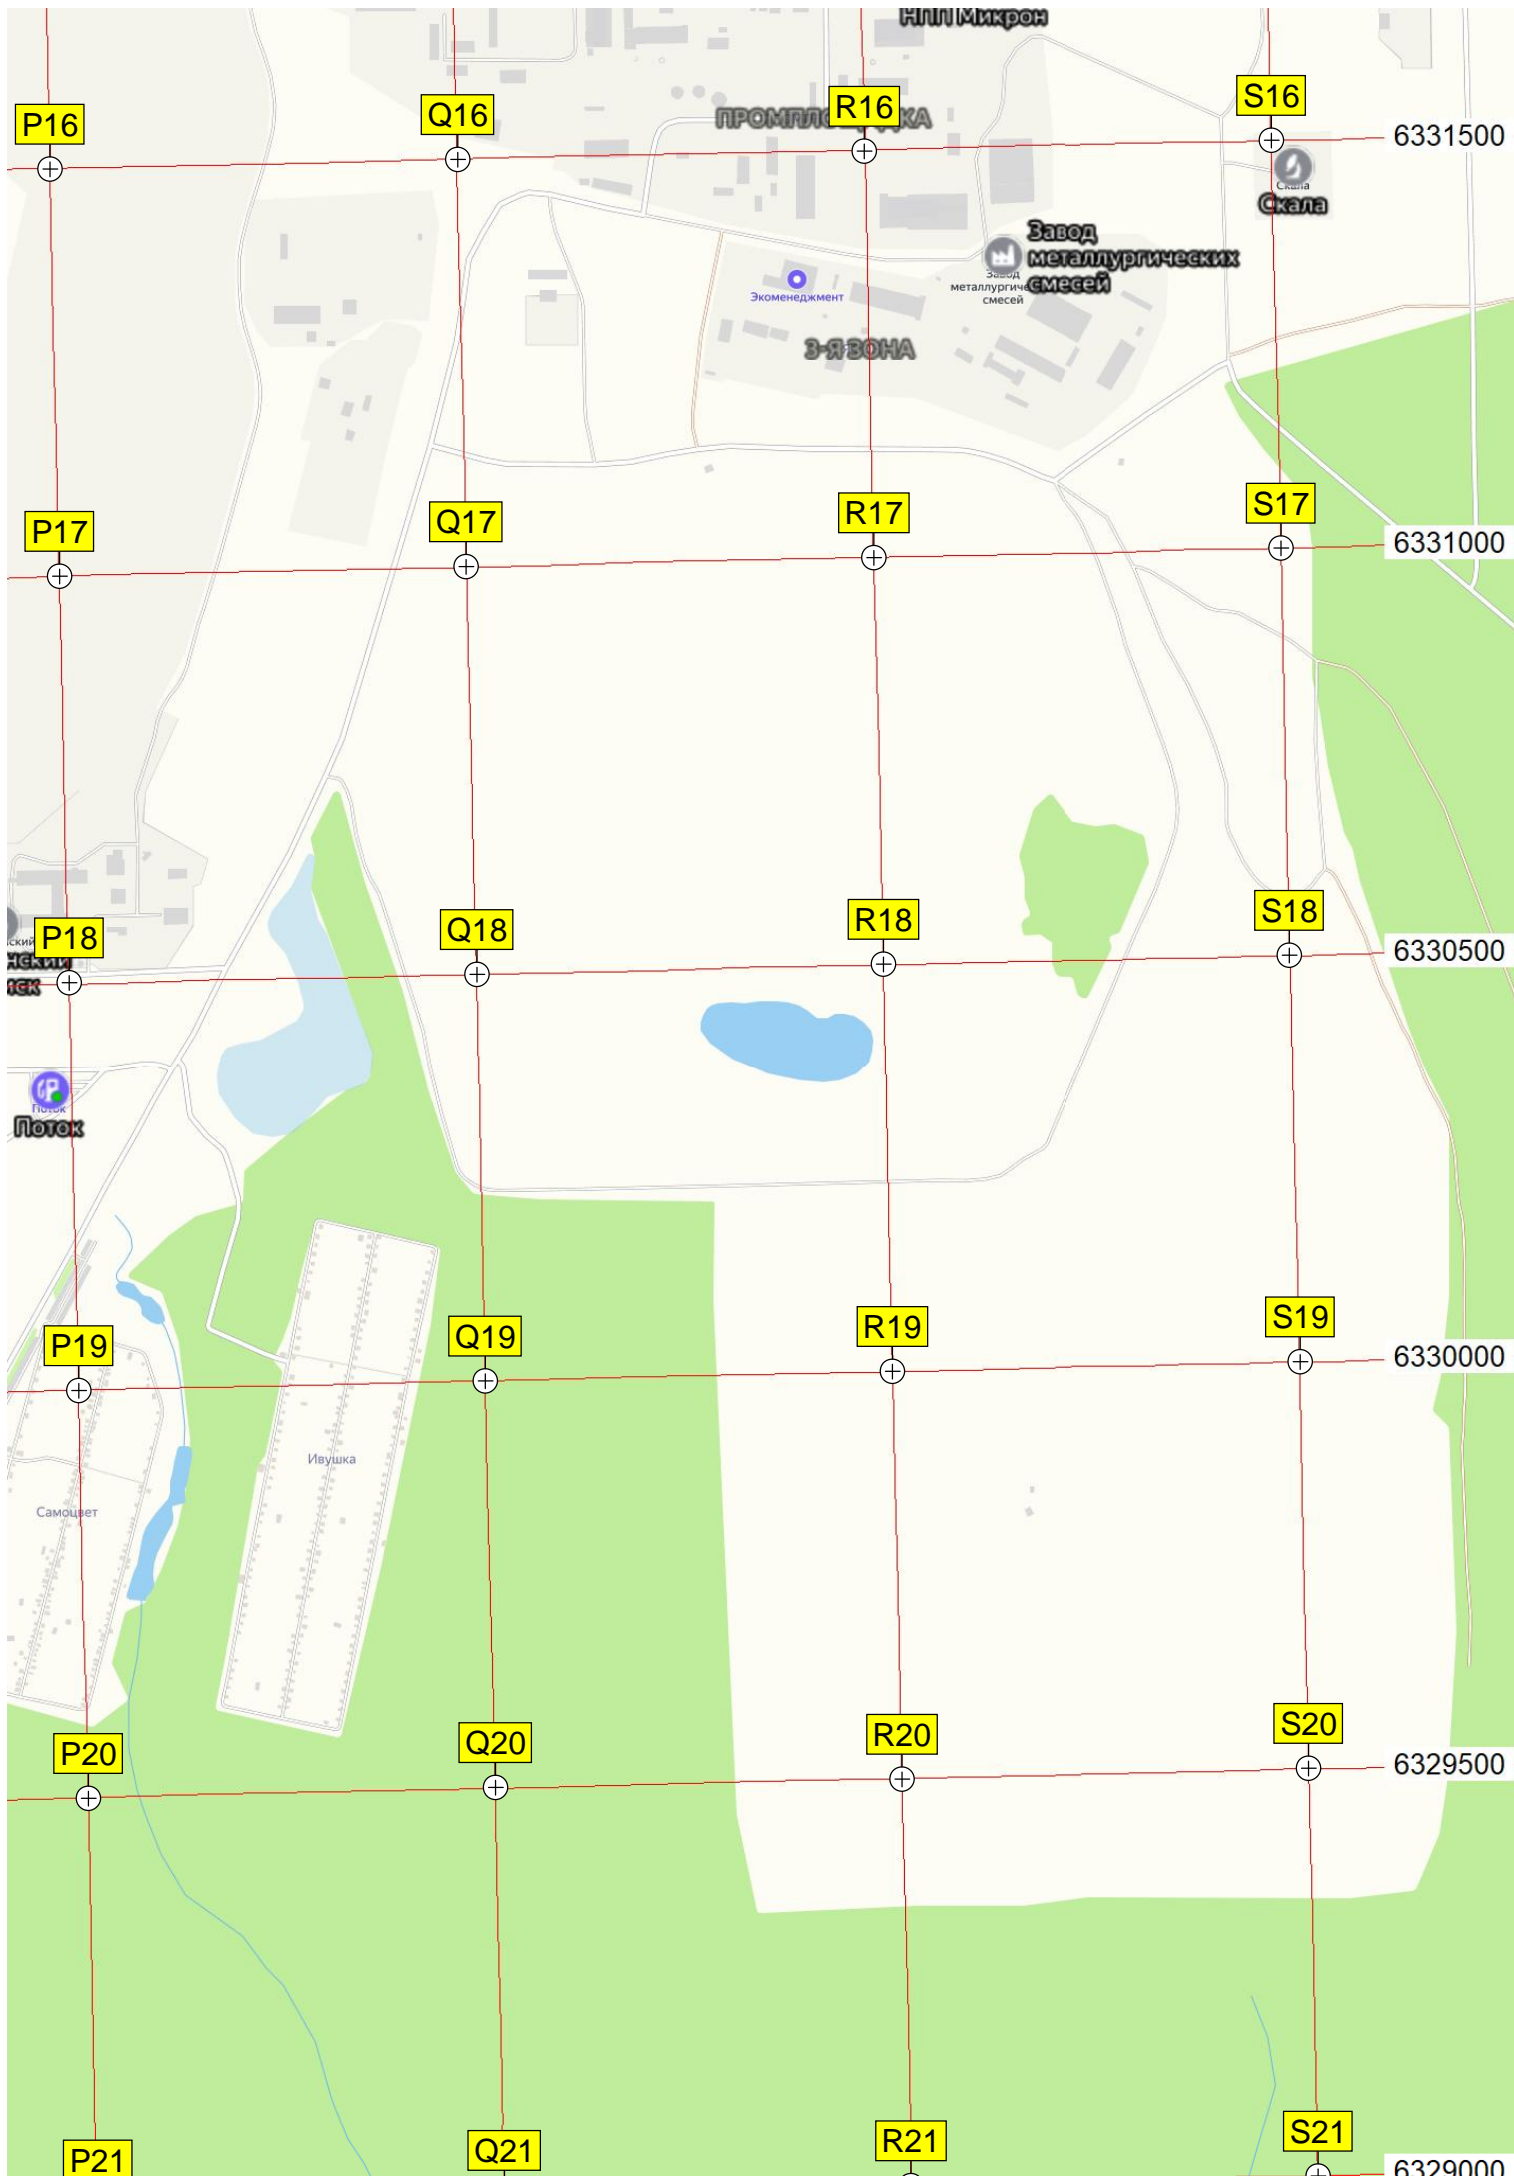 НПП Микрон
P16
Q16
R16
S16
6331500
Скала
Скала
Завод
металлургических
смесей
смесей
Экоменеджмент
3-Я ЗОНА
P17
Q17
R17
S17
6331000
P18
Q18
R18
S18
6330500
Поток
Поток
P19
Q19
R19
S19
6330000
Ивушка
Самоцвет
P20
Q20
R20
S20
6329500
P21
Q21
R21
S21
6329000